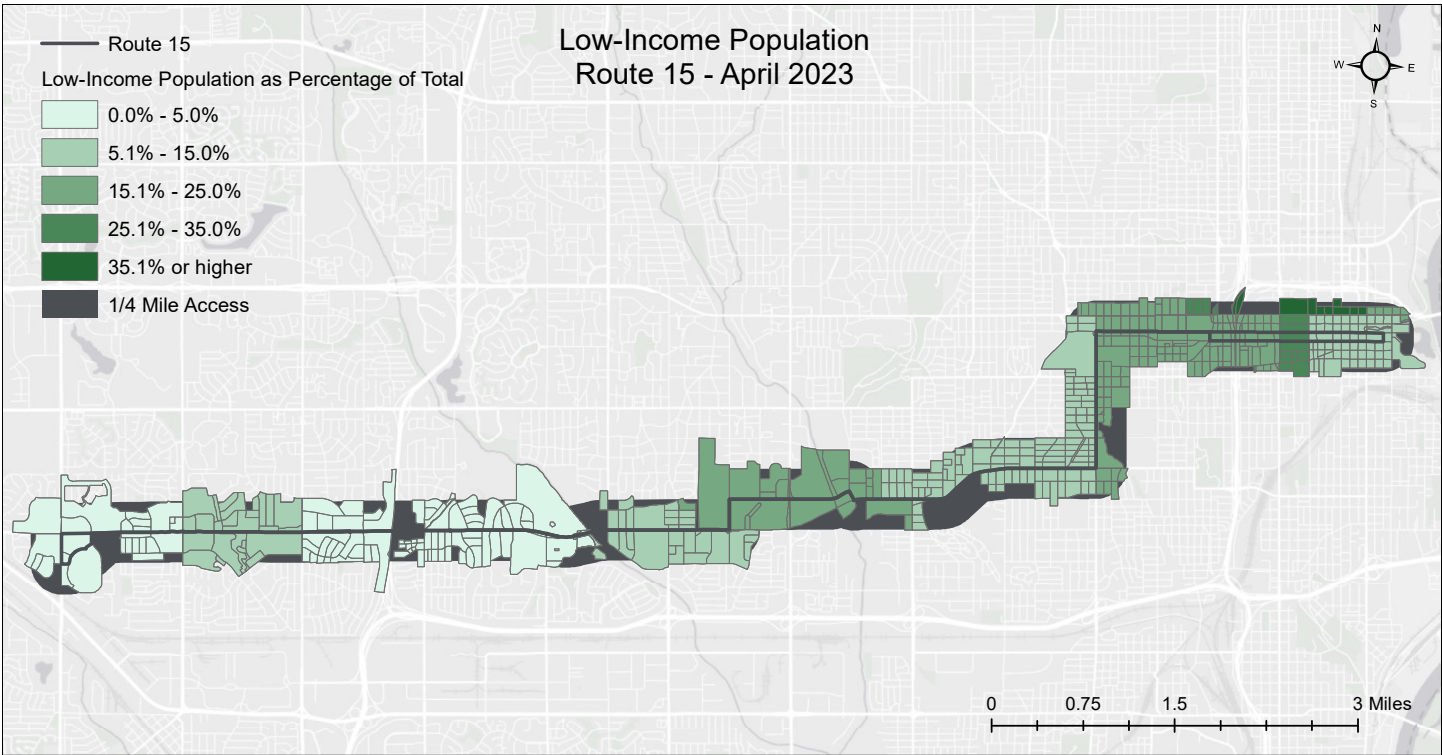 Low-Income Population
Route 15 - April 2023
Route 15
Low-Income Population as Percentage of Total
0.0% - 5.0%
5.1% - 15.0%
15.1% - 25.0%
25.1% - 35.0%
35.1% or higher
1/4 Mile Access
N
W E
S
0 0.75 1.5 3 Miles